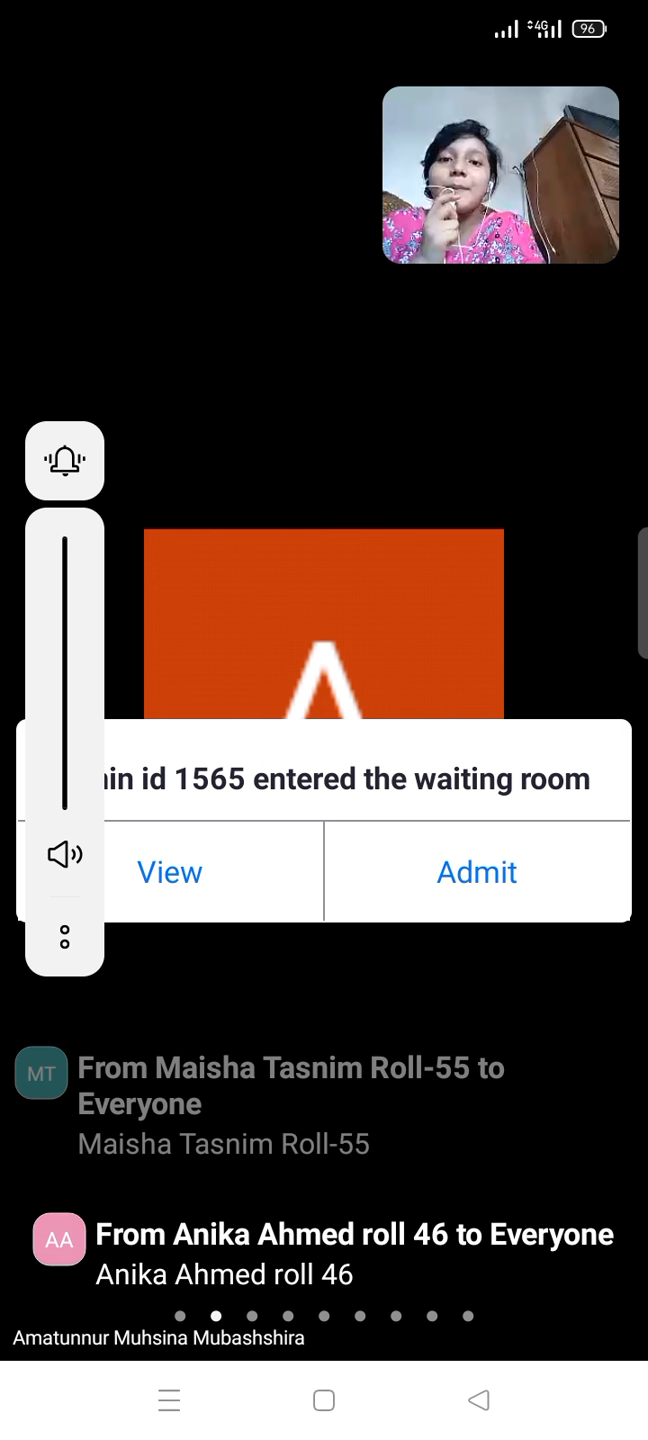 4G
96
A
id 1565 entered the waiting room
View
Admit
MT
From Maisha Tasnim Roll-55 to
Everyone
Maisha Tasnim Roll-55
AA
From Anika Ahmed roll 46 to Everyone
Anika Ahmed roll 46
Amatunnur Muhsina Mubashshira